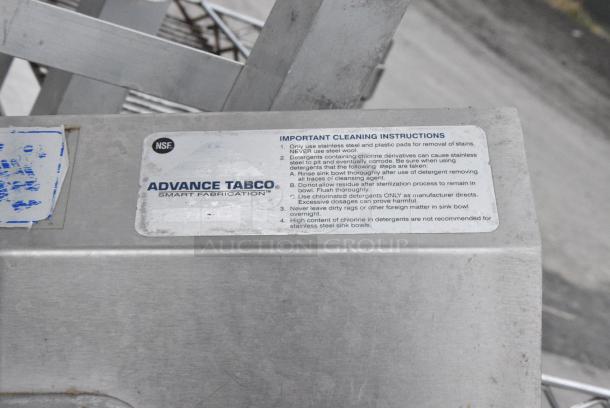 NSF
IMPORTANT CLEANING INSTRUCTIONS
1. Only use stainless steel and plastic pads for removal of stains.
NEVER use steel wool.
2. Detergents containing chlorine derivatives can cause stainless
steel to pit and eventually corrode. Be sure when using
detergents that the following steps are taken:
A. Rinse sink bowl thoroughly after use of detergent removing
all traces of cleansing agent.
B. Do not allow residue after sterilization process to remain in
bowl. Flush thoroughly.
C. Use chlorinated detergents ONLY as manufacturer directs.
Excessive dosages can prove harmful.
3. Never leave dirty rags or other foreign matter in sink bowl
overnight.
4. High content of chlorine in detergents are not recommended for
stainless steel sink bowls.
ADVANCE TABCO®
SMART FABRICATION™
AUCTION GROUP